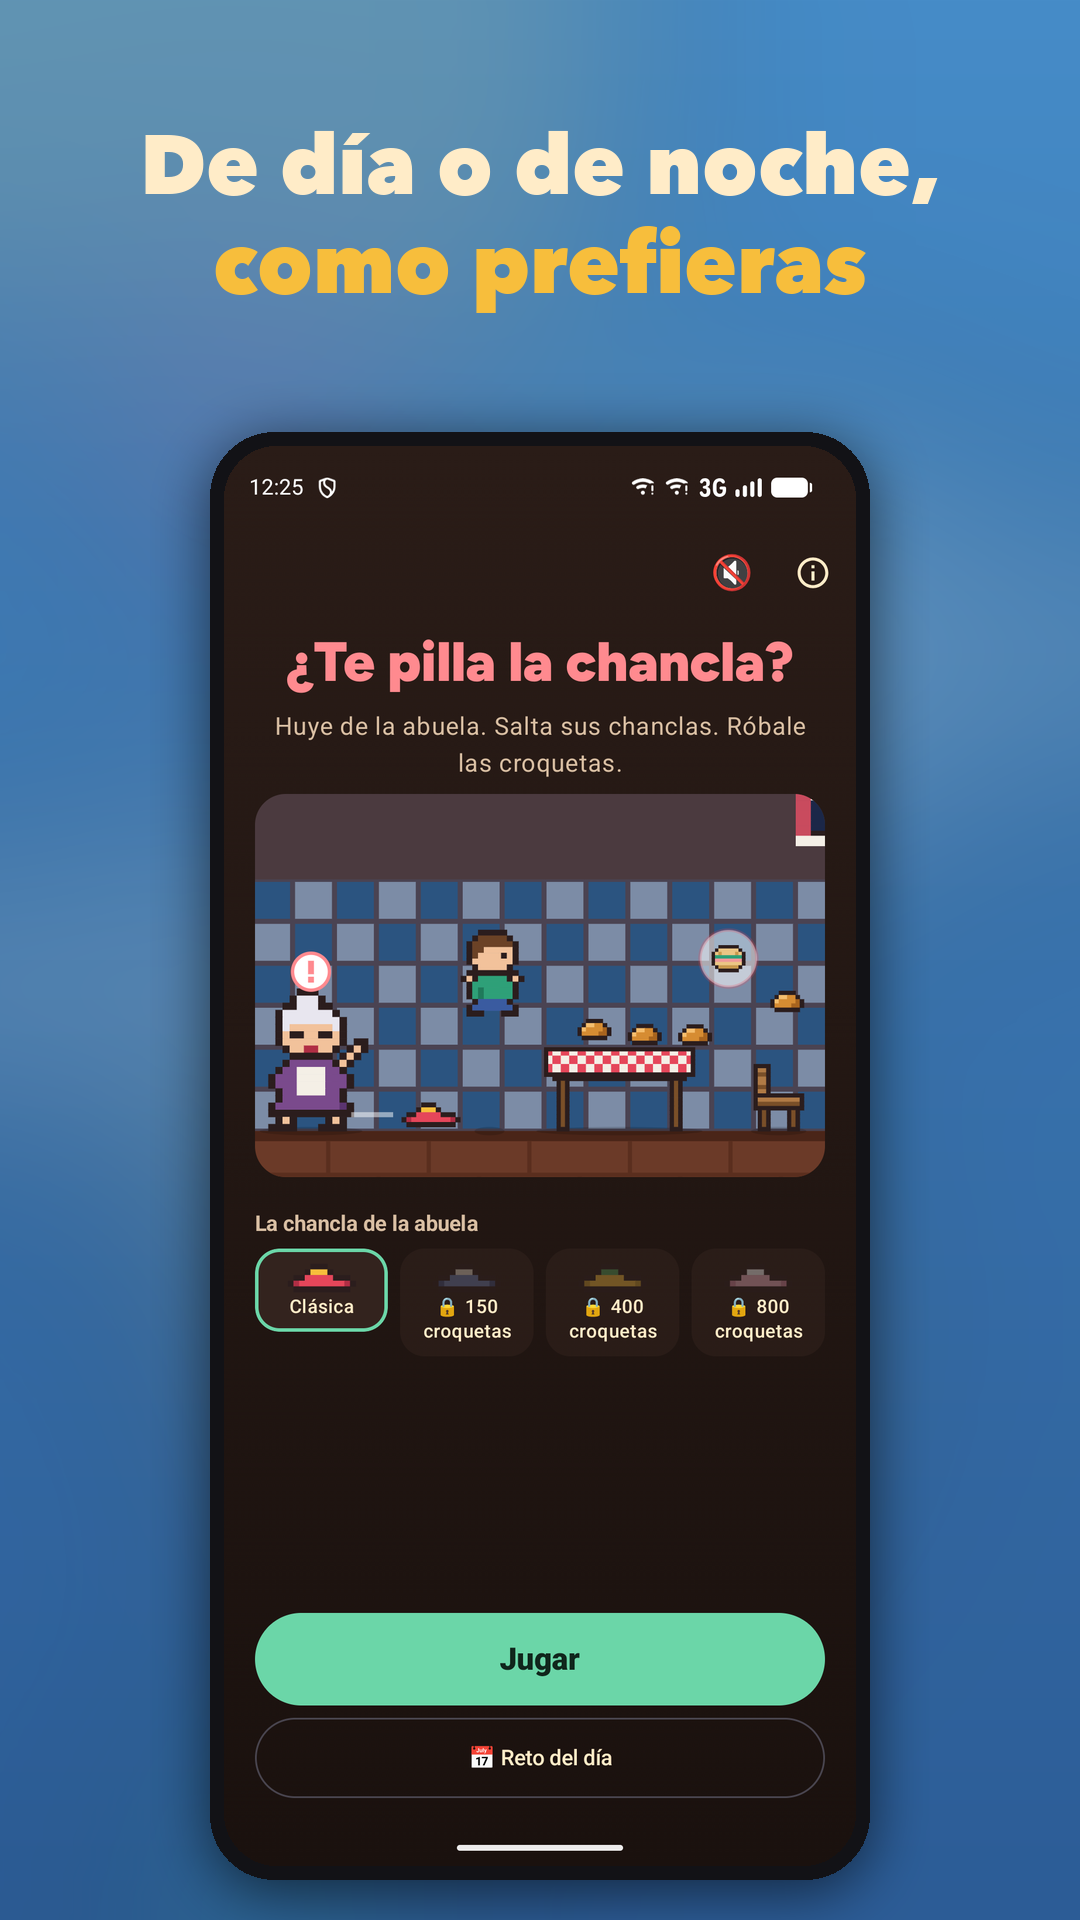 De día o de noche,
como prefieras
12:25
3G
¿Te pilla la chancla?
Huye de la abuela. Salta sus chanclas. Róbale
las croquetas.
!
La chancla de la abuela
Clásica
150
croquetas
400
croquetas
800
croquetas
Jugar
Reto del día